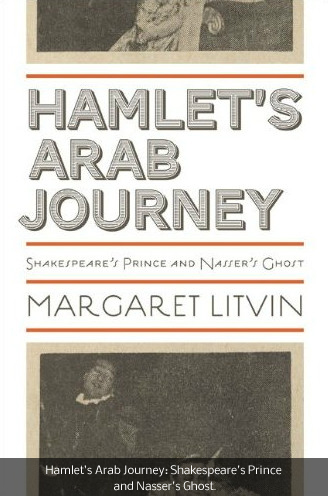 HAMLET'S
ARAB
JOURNEY
SHAKESPEARE'S PRINCE AND NASSER'S GHOST
MARGARET LITVIN
Hamlet's Arab Journey: Shakespeare's Prince
and Nasser's Ghost.